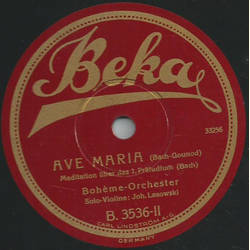 Beka
33256
AVE MARIA (Bach-Gounod)
Meditation über das 1. Präludium (Bach)
Bohème-Orchester
Solo-Violine: Joh. Lasowski
B. 3536-II
CARL LINDSTRÖM A.-G.
GERMANY